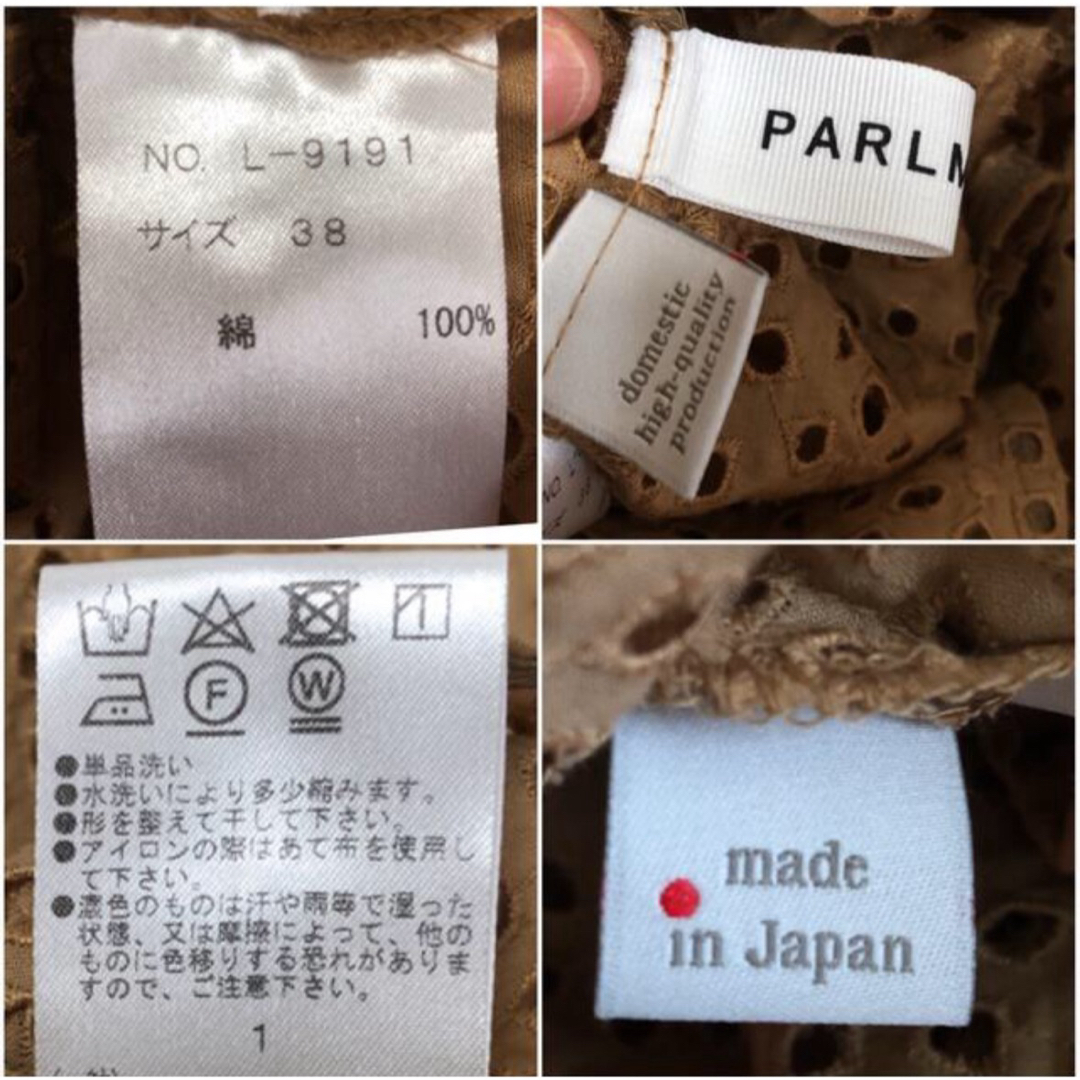 NO. L-9191
サイズ 38
綿 100%
PARLM
domestic
high-quality
production
NO. L
38
F W
●単品洗い
●水洗いにより多少縮みます。
●形を整えて干して下さい。
●アイロンの際はあて布を使用し
て下さい。
●濃色のものは汗や雨等で湿った
状態、又は摩擦によって、他の
ものに色移りする恐れがありま
すので、ご注意下さい。
1
made
in Japan